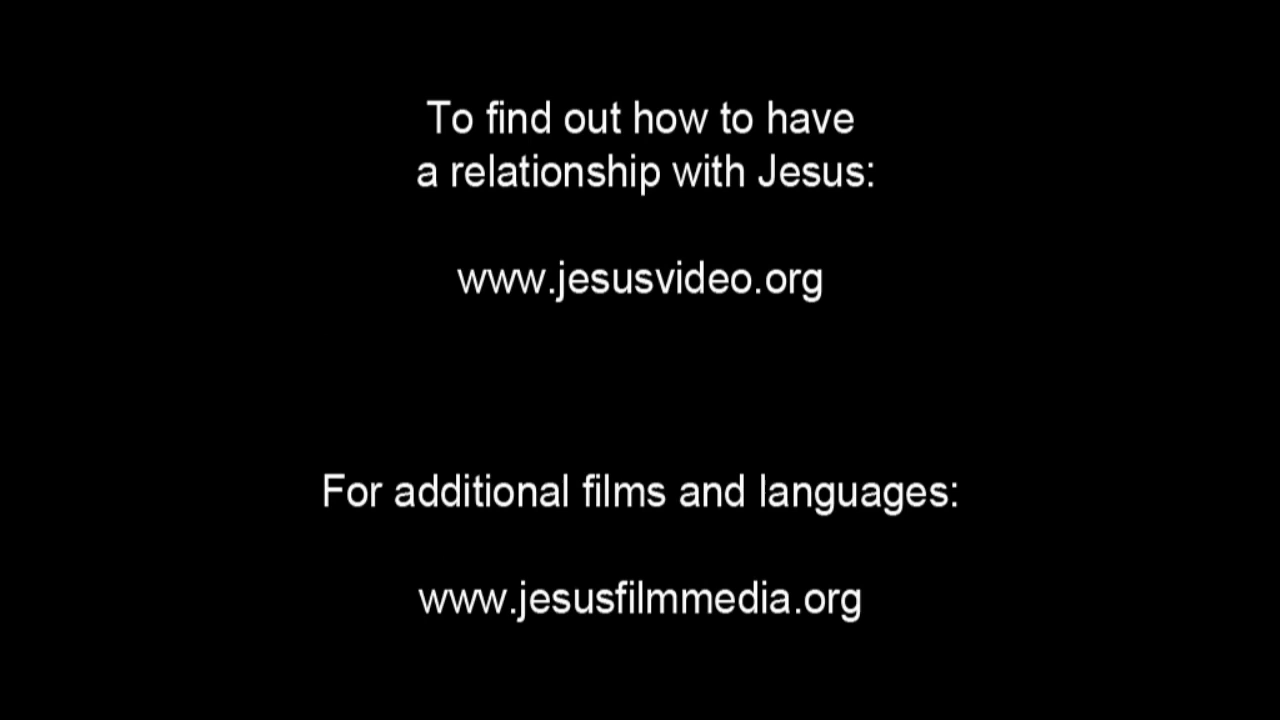 To find out how to have
a relationship with Jesus:
www.jesusvideo.org
For additional films and languages:
www.jesusfilmmedia.org